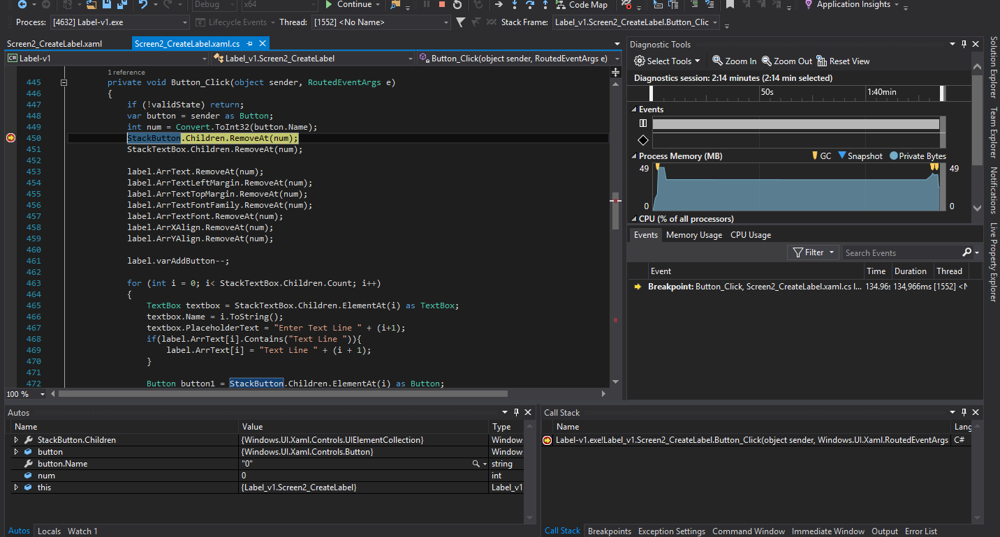 Debug x64 Continue Code Map Application Insights
Process: [4632] Label-v1.exe Lifecycle Events Thread: [1552] <No Name> Stack Frame: Label_v1.Screen2_CreateLabel.Button_Clic
Screen2_CreateLabel.xaml Screen2_CreateLabel.xaml.cs
Label-v1 Label_v1.Screen2_CreateLabel Button_Click(object sender, RoutedEventArgs e)
1 reference
445 private void Button_Click(object sender, RoutedEventArgs e)
446 {
447 if (!validState) return;
448 var button = sender as Button;
449 int num = Convert.ToInt32(button.Name);
450 StackButton.Children.RemoveAt(num);
451 StackTextBox.Children.RemoveAt(num);
452
453 label.ArrText.RemoveAt(num);
454 label.ArrTextLeftMargin.RemoveAt(num);
455 label.ArrTextTopMargin.RemoveAt(num);
456 label.ArrTextFontFamily.RemoveAt(num);
457 label.ArrTextFont.RemoveAt(num);
458 label.ArrXAlign.RemoveAt(num);
459 label.ArrYAlign.RemoveAt(num);
460
461 label.varAddButton--;
462
463 for (int i = 0; i< StackTextBox.Children.Count; i++)
464 {
465 TextBox textbox = StackTextBox.Children.ElementAt(i) as TextBox;
466 textbox.Name = i.ToString();
467 textbox.PlaceholderText = "Enter Text Line " + (i+1);
468 if(label.ArrText[i].Contains("Text Line ")){
469 label.ArrText[i] = "Text Line " + (i + 1);
470 }
471
472 Button button1 = StackButton.Children.ElementAt(i) as Button;
100 %
Diagnostic Tools
Select Tools Zoom In Zoom Out Reset View
Diagnostics session: 2:14 minutes (2:14 min selected)
50s 1:40min
Events
Process Memory (MB) GC Snapshot Private Bytes
49 49
0 0
CPU (% of all processors)
Events Memory Usage CPU Usage
Filter Search Events
Event Time Duration Thread
Breakpoint: Button_Click, Screen2_CreateLabel.xaml.cs l... 134.96s 134,966ms [1552] <N
Solution Explorer
Team Explorer
Notifications
Live Property Explorer
Autos
Name Value Type
StackButton.Children {Windows.UI.Xaml.Controls.UIElementCollection} Window
button {Windows.UI.Xaml.Controls.Button} Window
button.Name "0" string
num 0 int
this {Label_v1.Screen2_CreateLabel} Label_v1
Autos Locals Watch 1
Call Stack
Name Lang
Label-v1.exe!Label_v1.Screen2_CreateLabel.Button_Click(object sender, Windows.UI.Xaml.RoutedEventArgs C#
Call Stack Breakpoints Exception Settings Command Window Immediate Window Output Error List